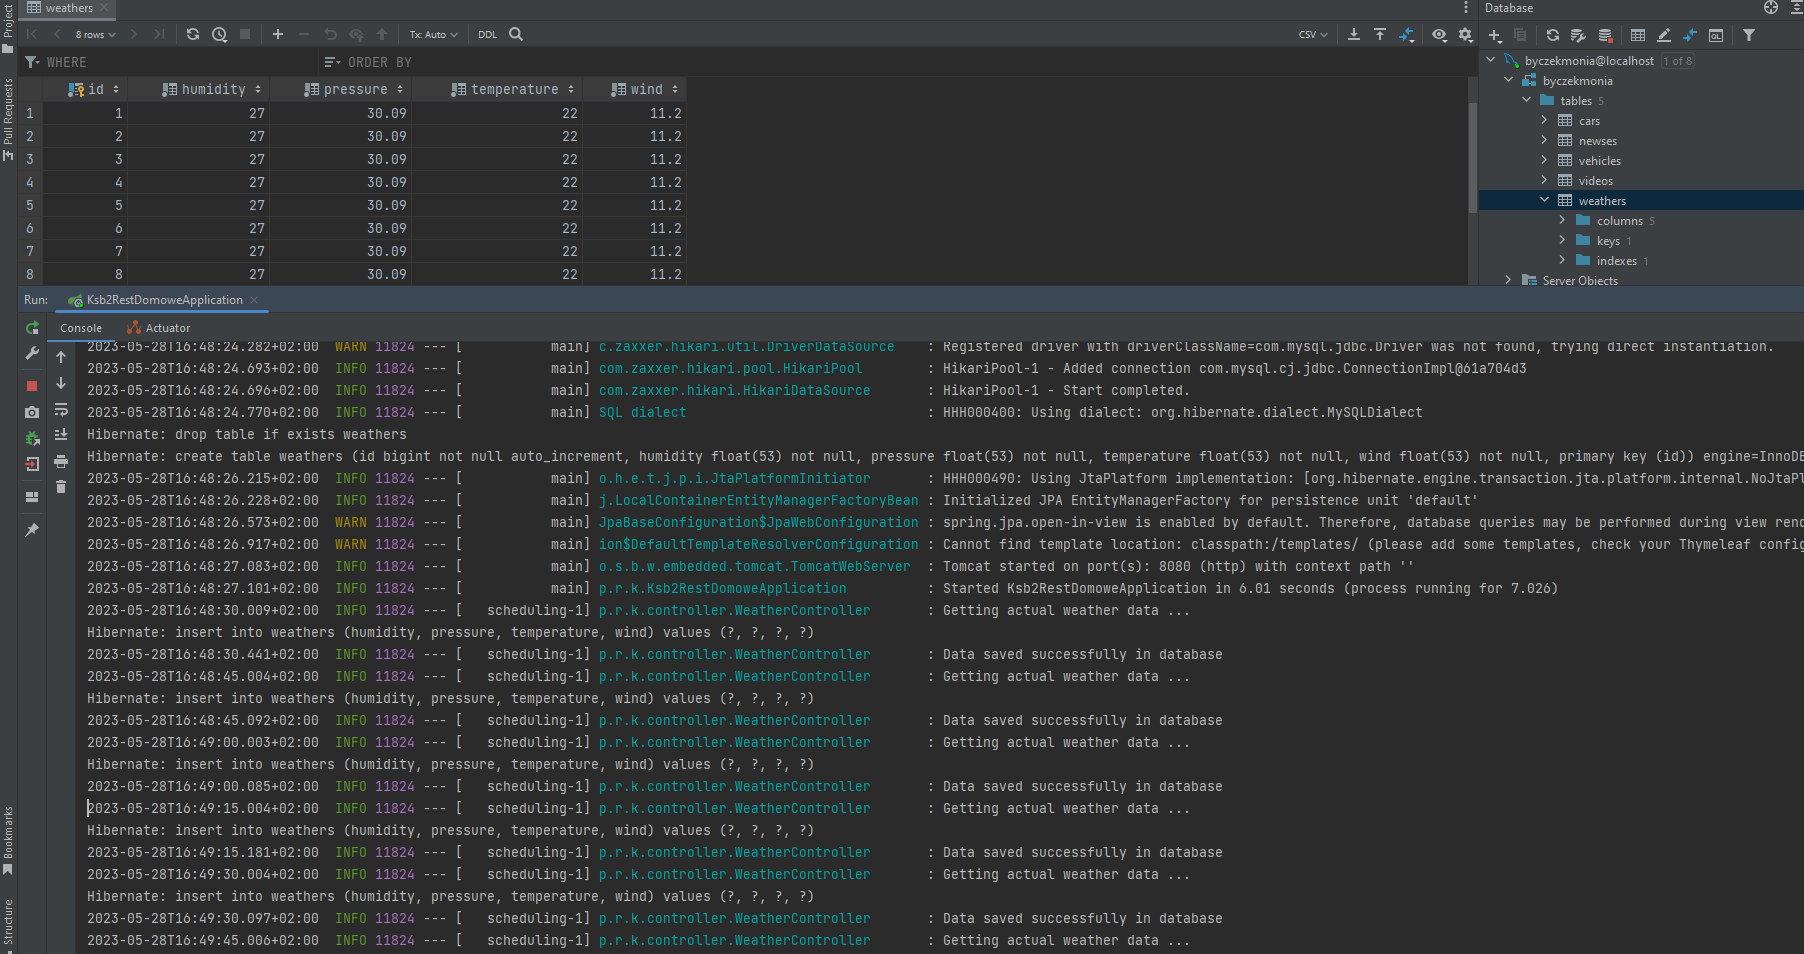 weathers
Database
8 rows
Tx: Auto
DDL
CSV
WHERE
ORDER BY
id humidity pressure temperature wind
1 1 27 30.09 22 11.2
2 2 27 30.09 22 11.2
3 3 27 30.09 22 11.2
4 4 27 30.09 22 11.2
5 5 27 30.09 22 11.2
6 6 27 30.09 22 11.2
7 7 27 30.09 22 11.2
8 8 27 30.09 22 11.2
byczekmonia@localhost 1 of 8
byczekmonia
tables 5
cars
newses
vehicles
videos
weathers
columns 5
keys 1
indexes 1
Server Objects
Project
Pull Requests
Bookmarks
Structure
Run: Ksb2RestDomoweApplication
Console Actuator
2023-05-28T16:48:24.282+02:00 WARN 11824 --- [ main] c.zaxxer.hikari.util.DriverDataSource : Registered driver with driverClassName=com.mysql.jdbc.Driver was not found, trying direct instantiation.
2023-05-28T16:48:24.693+02:00 INFO 11824 --- [ main] com.zaxxer.hikari.pool.HikariPool : HikariPool-1 - Added connection com.mysql.cj.jdbc.ConnectionImpl@61a704d3
2023-05-28T16:48:24.696+02:00 INFO 11824 --- [ main] com.zaxxer.hikari.HikariDataSource : HikariPool-1 - Start completed.
2023-05-28T16:48:24.770+02:00 INFO 11824 --- [ main] SQL dialect : HHH000400: Using dialect: org.hibernate.dialect.MySQLDialect
Hibernate: drop table if exists weathers
Hibernate: create table weathers (id bigint not null auto_increment, humidity float(53) not null, pressure float(53) not null, temperature float(53) not null, wind float(53) not null, primary key (id)) engine=InnoDB
2023-05-28T16:48:26.215+02:00 INFO 11824 --- [ main] o.h.e.t.j.p.i.JtaPlatformInitiator : HHH000490: Using JtaPlatform implementation: [org.hibernate.engine.transaction.jta.platform.internal.NoJtaPl
2023-05-28T16:48:26.228+02:00 INFO 11824 --- [ main] j.LocalContainerEntityManagerFactoryBean : Initialized JPA EntityManagerFactory for persistence unit 'default'
2023-05-28T16:48:26.573+02:00 WARN 11824 --- [ main] JpaBaseConfiguration$JpaWebConfiguration : spring.jpa.open-in-view is enabled by default. Therefore, database queries may be performed during view rend
2023-05-28T16:48:26.917+02:00 WARN 11824 --- [ main] ion$DefaultTemplateResolverConfiguration : Cannot find template location: classpath:/templates/ (please add some templates, check your Thymeleaf config
2023-05-28T16:48:27.083+02:00 INFO 11824 --- [ main] o.s.b.w.embedded.tomcat.TomcatWebServer : Tomcat started on port(s): 8080 (http) with context path ''
2023-05-28T16:48:27.101+02:00 INFO 11824 --- [ main] p.r.k.Ksb2RestDomoweApplication : Started Ksb2RestDomoweApplication in 6.01 seconds (process running for 7.026)
2023-05-28T16:48:30.009+02:00 INFO 11824 --- [ scheduling-1] p.r.k.controller.WeatherController : Getting actual weather data ...
Hibernate: insert into weathers (humidity, pressure, temperature, wind) values (?, ?, ?, ?)
2023-05-28T16:48:30.441+02:00 INFO 11824 --- [ scheduling-1] p.r.k.controller.WeatherController : Data saved successfully in database
2023-05-28T16:48:45.004+02:00 INFO 11824 --- [ scheduling-1] p.r.k.controller.WeatherController : Getting actual weather data ...
Hibernate: insert into weathers (humidity, pressure, temperature, wind) values (?, ?, ?, ?)
2023-05-28T16:48:45.092+02:00 INFO 11824 --- [ scheduling-1] p.r.k.controller.WeatherController : Data saved successfully in database
2023-05-28T16:49:00.003+02:00 INFO 11824 --- [ scheduling-1] p.r.k.controller.WeatherController : Getting actual weather data ...
Hibernate: insert into weathers (humidity, pressure, temperature, wind) values (?, ?, ?, ?)
2023-05-28T16:49:00.085+02:00 INFO 11824 --- [ scheduling-1] p.r.k.controller.WeatherController : Data saved successfully in database
2023-05-28T16:49:15.004+02:00 INFO 11824 --- [ scheduling-1] p.r.k.controller.WeatherController : Getting actual weather data ...
Hibernate: insert into weathers (humidity, pressure, temperature, wind) values (?, ?, ?, ?)
2023-05-28T16:49:15.181+02:00 INFO 11824 --- [ scheduling-1] p.r.k.controller.WeatherController : Data saved successfully in database
2023-05-28T16:49:30.004+02:00 INFO 11824 --- [ scheduling-1] p.r.k.controller.WeatherController : Getting actual weather data ...
Hibernate: insert into weathers (humidity, pressure, temperature, wind) values (?, ?, ?, ?)
2023-05-28T16:49:30.097+02:00 INFO 11824 --- [ scheduling-1] p.r.k.controller.WeatherController : Data saved successfully in database
2023-05-28T16:49:45.006+02:00 INFO 11824 --- [ scheduling-1] p.r.k.controller.WeatherController : Getting actual weather data ...